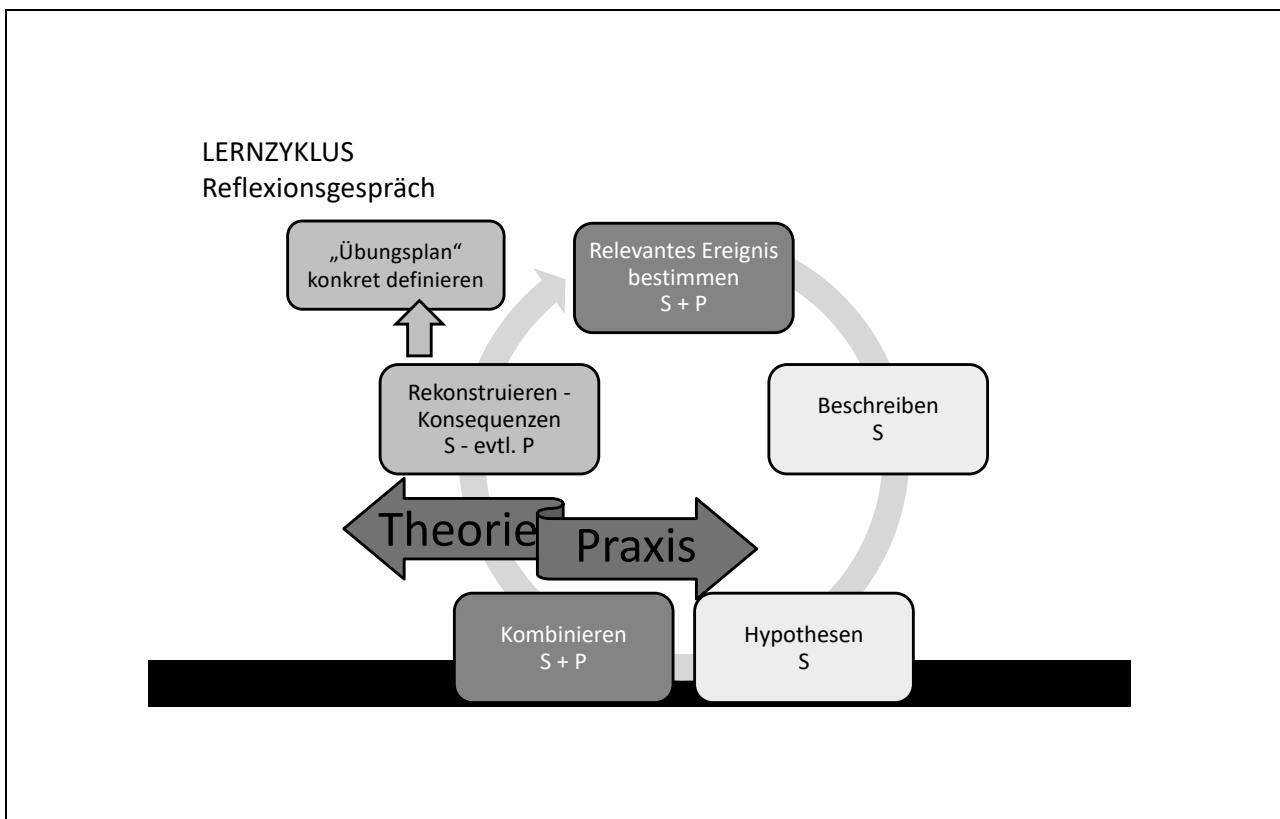 LERNZYKLUS
Reflexionsgespräch
„Übungsplan“
konkret definieren
Relevantes Ereignis
bestimmen
S + P
Rekonstruieren -
Konsequenzen
S - evtl. P
Beschreiben
S
Theorie
Praxis
Kombinieren
S + P
Hypothesen
S